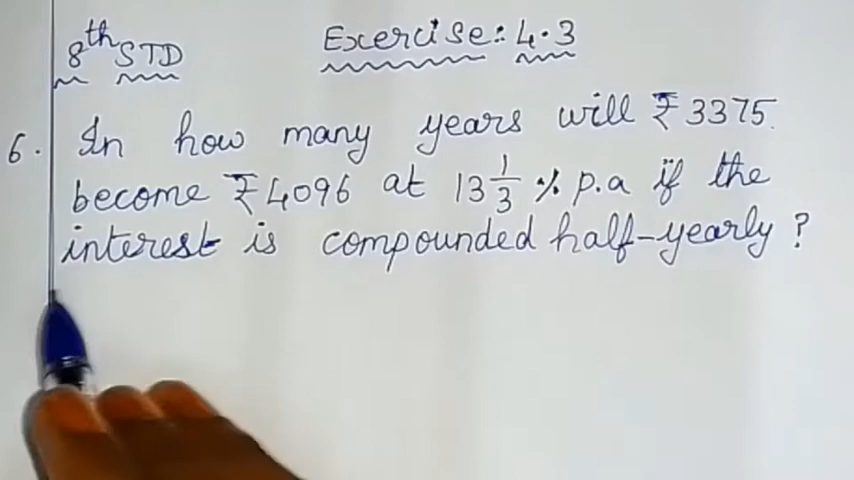 8th STD Exercise: 4.3
6. In how many years will ₹3375
become ₹4096 at 13 1/3 % p.a if the
interest is compounded half-yearly?